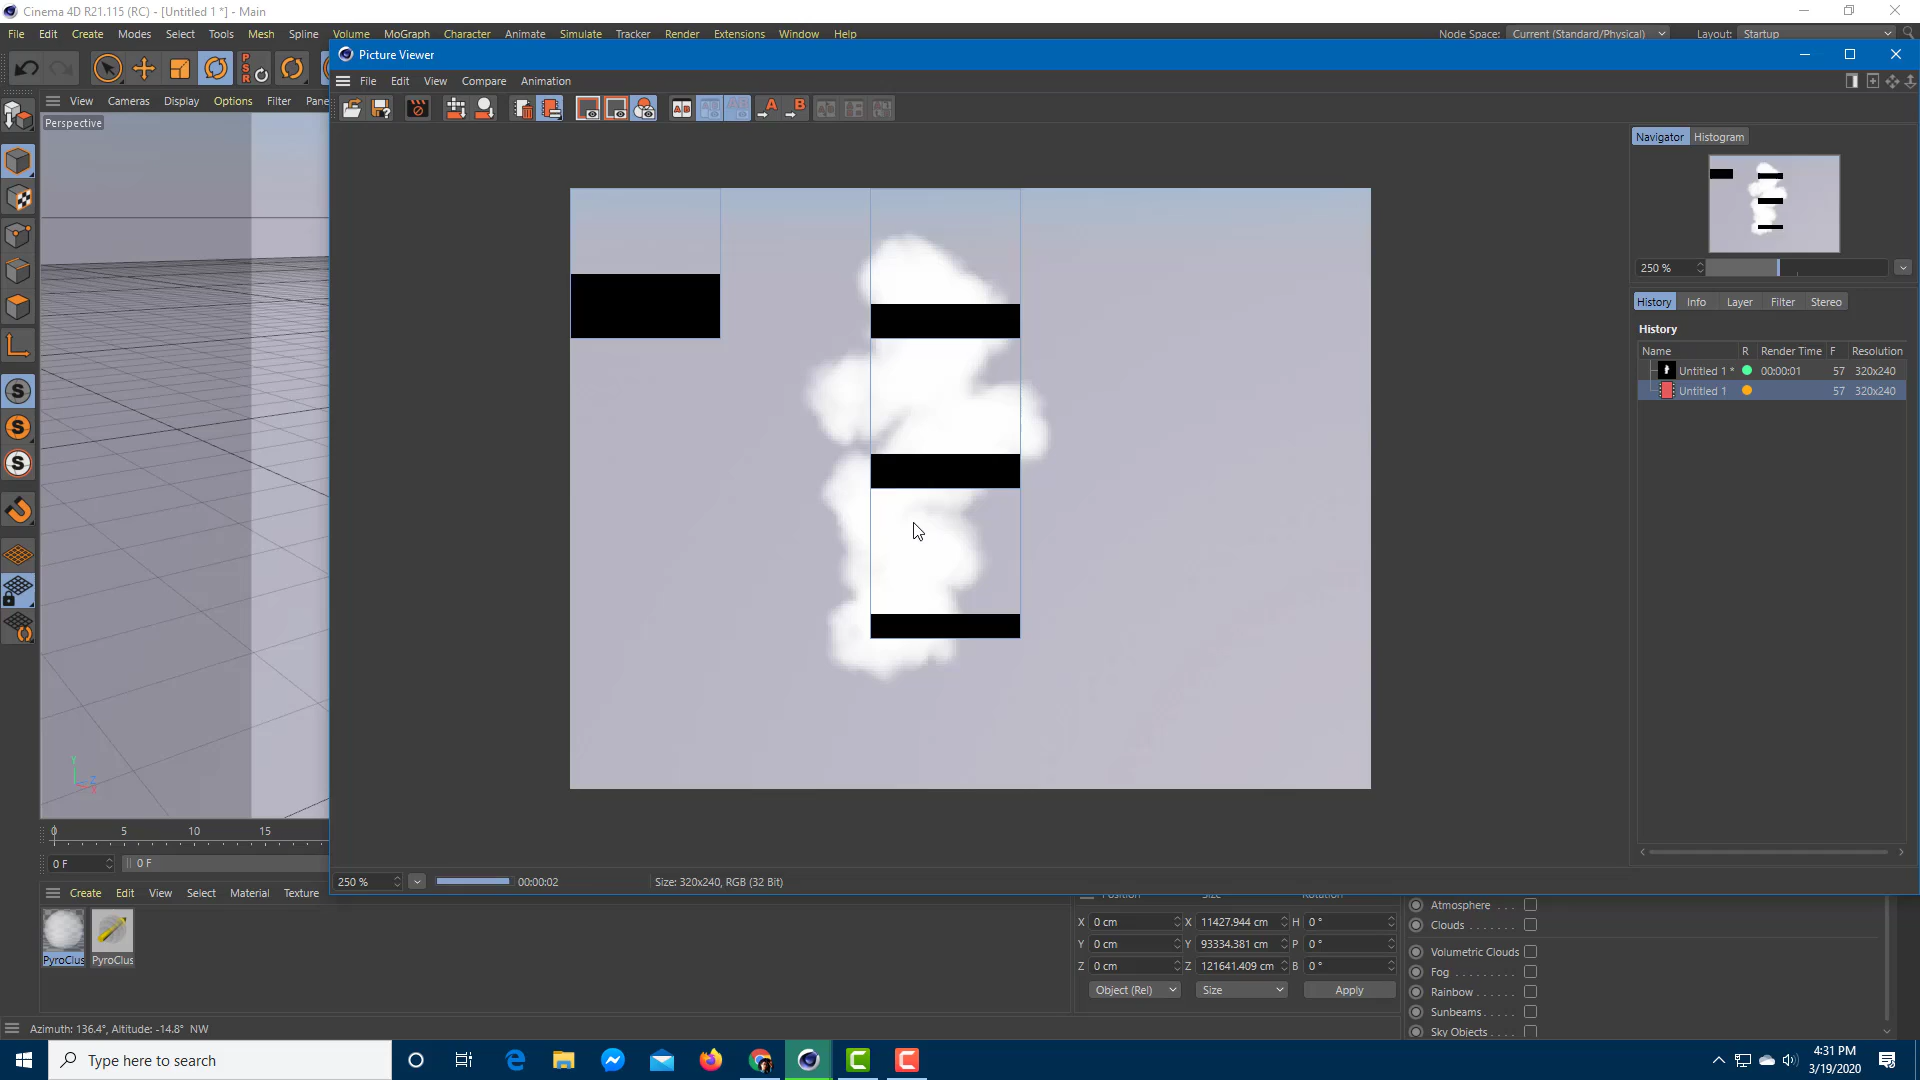 Cinema 4D R21.115 (RC) - [Untitled 1 *] - Main
File Edit Create Modes Select Tools Mesh Spline Volume MoGraph Character Animate Simulate Tracker Render Extensions Window Help
Node Space: Current (Standard/Physical) Layout: Startup
Picture Viewer
File Edit View Compare Animation
PSR
View Cameras Display Options Filter
Perspective
Navigator Histogram
250 %
History Info Layer Filter Stereo
History
Name R Render Time F Resolution
Untitled 1 * 00:00:01 57 320x240
Untitled 1 57 320x240
Y
Z
X
0 5 10 15
0 F 0 F
250 % 00:00:02 Size: 320x240, RGB (32 Bit)
Create Edit View Select Material Texture
PyroClus PyroClus
X 0 cm X 11427.944 cm H 0 °
Y 0 cm Y 93334.381 cm P 0 °
Z 0 cm Z 121641.409 cm B 0 °
Object (Rel) Size Apply
Atmosphere . . .
Clouds . . . . . . .
Volumetric Clouds
Fog . . . . . . . . .
Rainbow . . . . . .
Sunbeams . . . .
Sky Objects . . .
Azimuth: 136.4°, Altitude: -14.8° NW
Type here to search
4:31 PM
3/19/2020